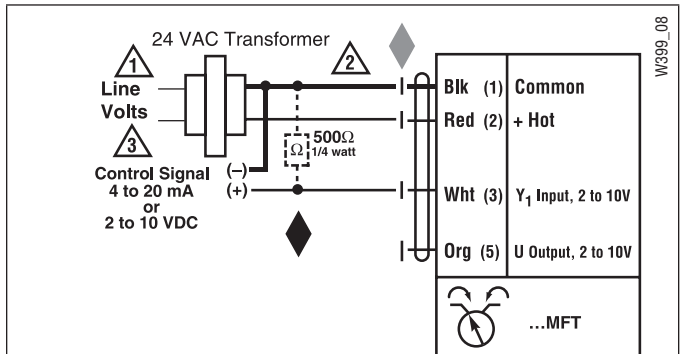 24 VAC Transformer
W399_08
1
2
Line
Volts
3
Blk (1) Common
Red (2) + Hot
500Ω
Ω
1/4 watt
Control Signal
4 to 20 mA
or
2 to 10 VDC
(–)
(+)
Wht (3) Y₁ Input, 2 to 10V
Org (5) U Output, 2 to 10V
...MFT